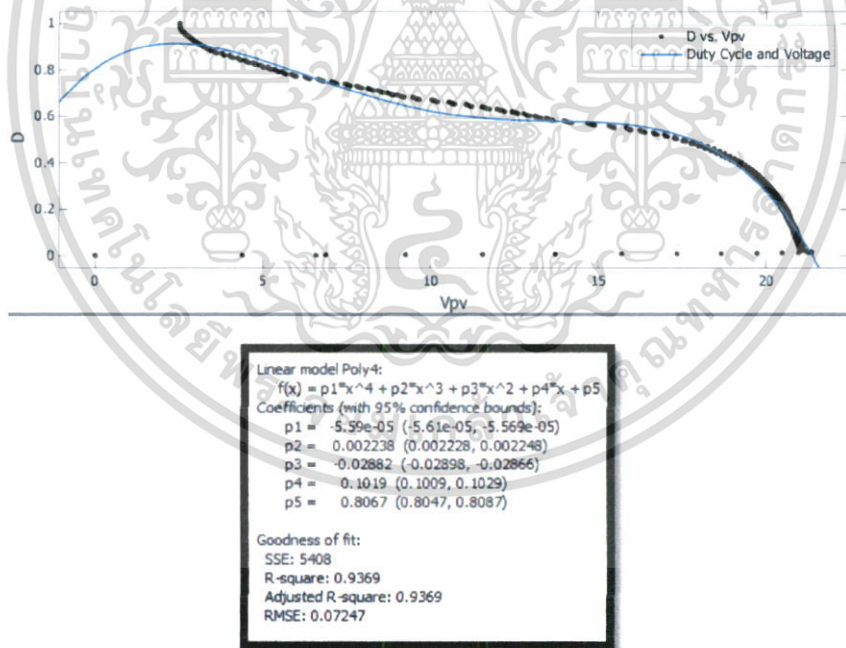 1
0.8
0.6
0.4
0.2
0
D
D vs. Vpv
Duty Cycle and Voltage
0 5 10 15 20
Vpv
Linear model Poly4:
f(x) = p1*x^4 + p2*x^3 + p3*x^2 + p4*x + p5
Coefficients (with 95% confidence bounds):
p1 = -5.59e-05 (-5.61e-05, -5.569e-05)
p2 = 0.002238 (0.002228, 0.002248)
p3 = -0.02882 (-0.02898, -0.02866)
p4 = 0.1019 (0.1009, 0.1029)
p5 = 0.8067 (0.8047, 0.8087)
Goodness of fit:
SSE: 5408
R-square: 0.9369
Adjusted R-square: 0.9369
RMSE: 0.07247